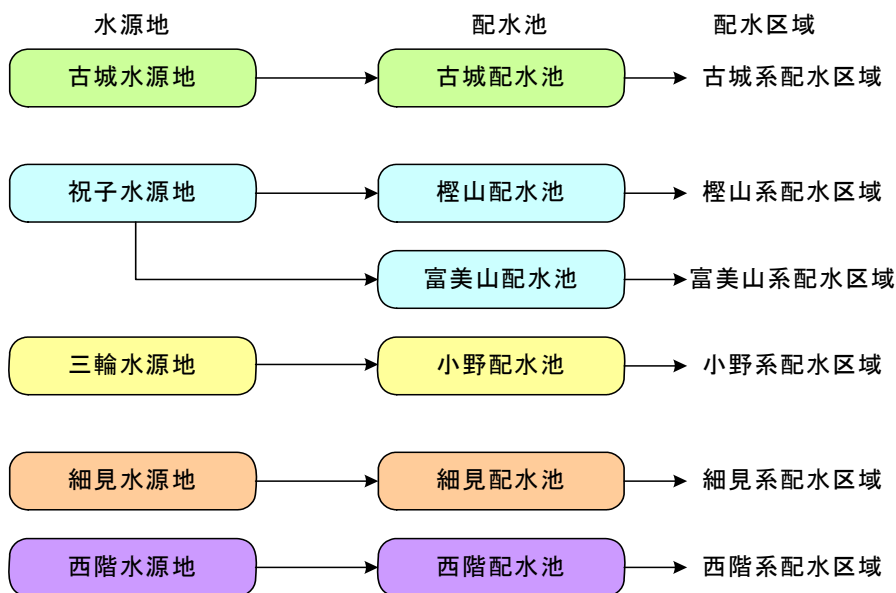 水源地 配水池 配水区域
古城水源地 古城配水池 古城系配水区域
祝子水源地 樫山配水池 樫山系配水区域
富美山配水池 富美山系配水区域
三輪水源地 小野配水池 小野系配水区域
細見水源地 細見配水池 細見系配水区域
西階水源地 西階配水池 西階系配水区域